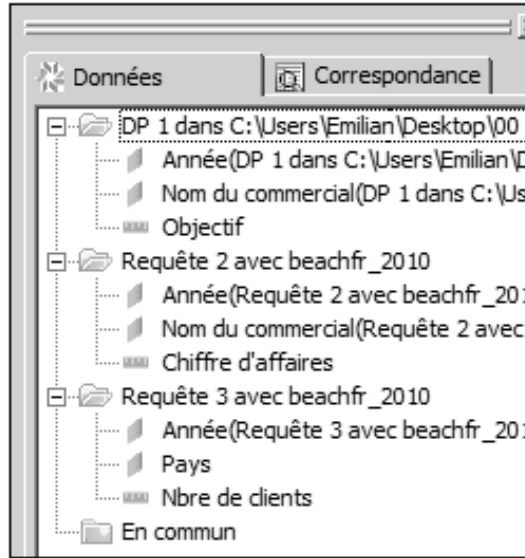 Données
Correspondance
DP 1 dans C:\Users\Emilian\Desktop\00
Année(DP 1 dans C:\Users\Emilian\D
Nom du commercial(DP 1 dans C:\Us
Objectif
Requête 2 avec beachfr_2010
Année(Requête 2 avec beachfr_201
Nom du commercial(Requête 2 avec
Chiffre d'affaires
Requête 3 avec beachfr_2010
Année(Requête 3 avec beachfr_201
Pays
Nbre de clients
En commun